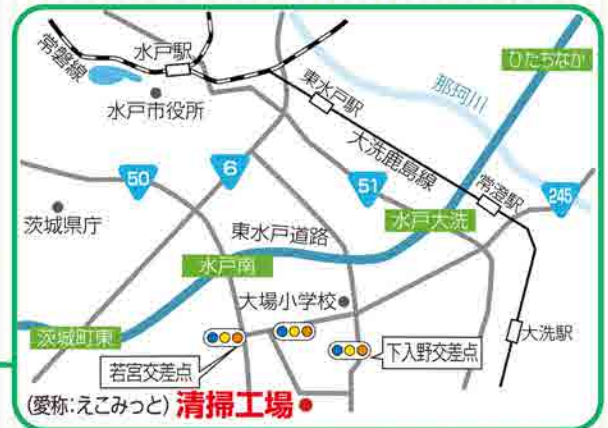 常磐線
水戸駅
ひたちなか
水戸市役所
東水戸駅
那珂川
大洗鹿島線
50
6
51
常澄駅
245
茨城県庁
水戸大洗
東水戸道路
水戸南
大場小学校
茨城町東
大洗駅
若宮交差点
下入野交差点
(愛称:えこみっと) 清掃工場